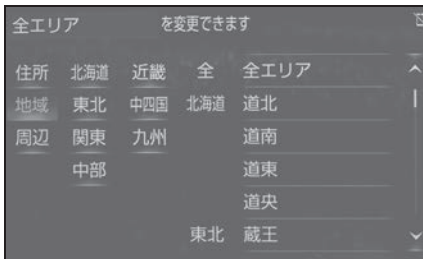 全エリア を変更できます
住所 北海道 近畿 全 全エリア
地域 東北 中四国 北海道 道北
周辺 関東 九州 道南
中部 道東
道央
東北 蔵王